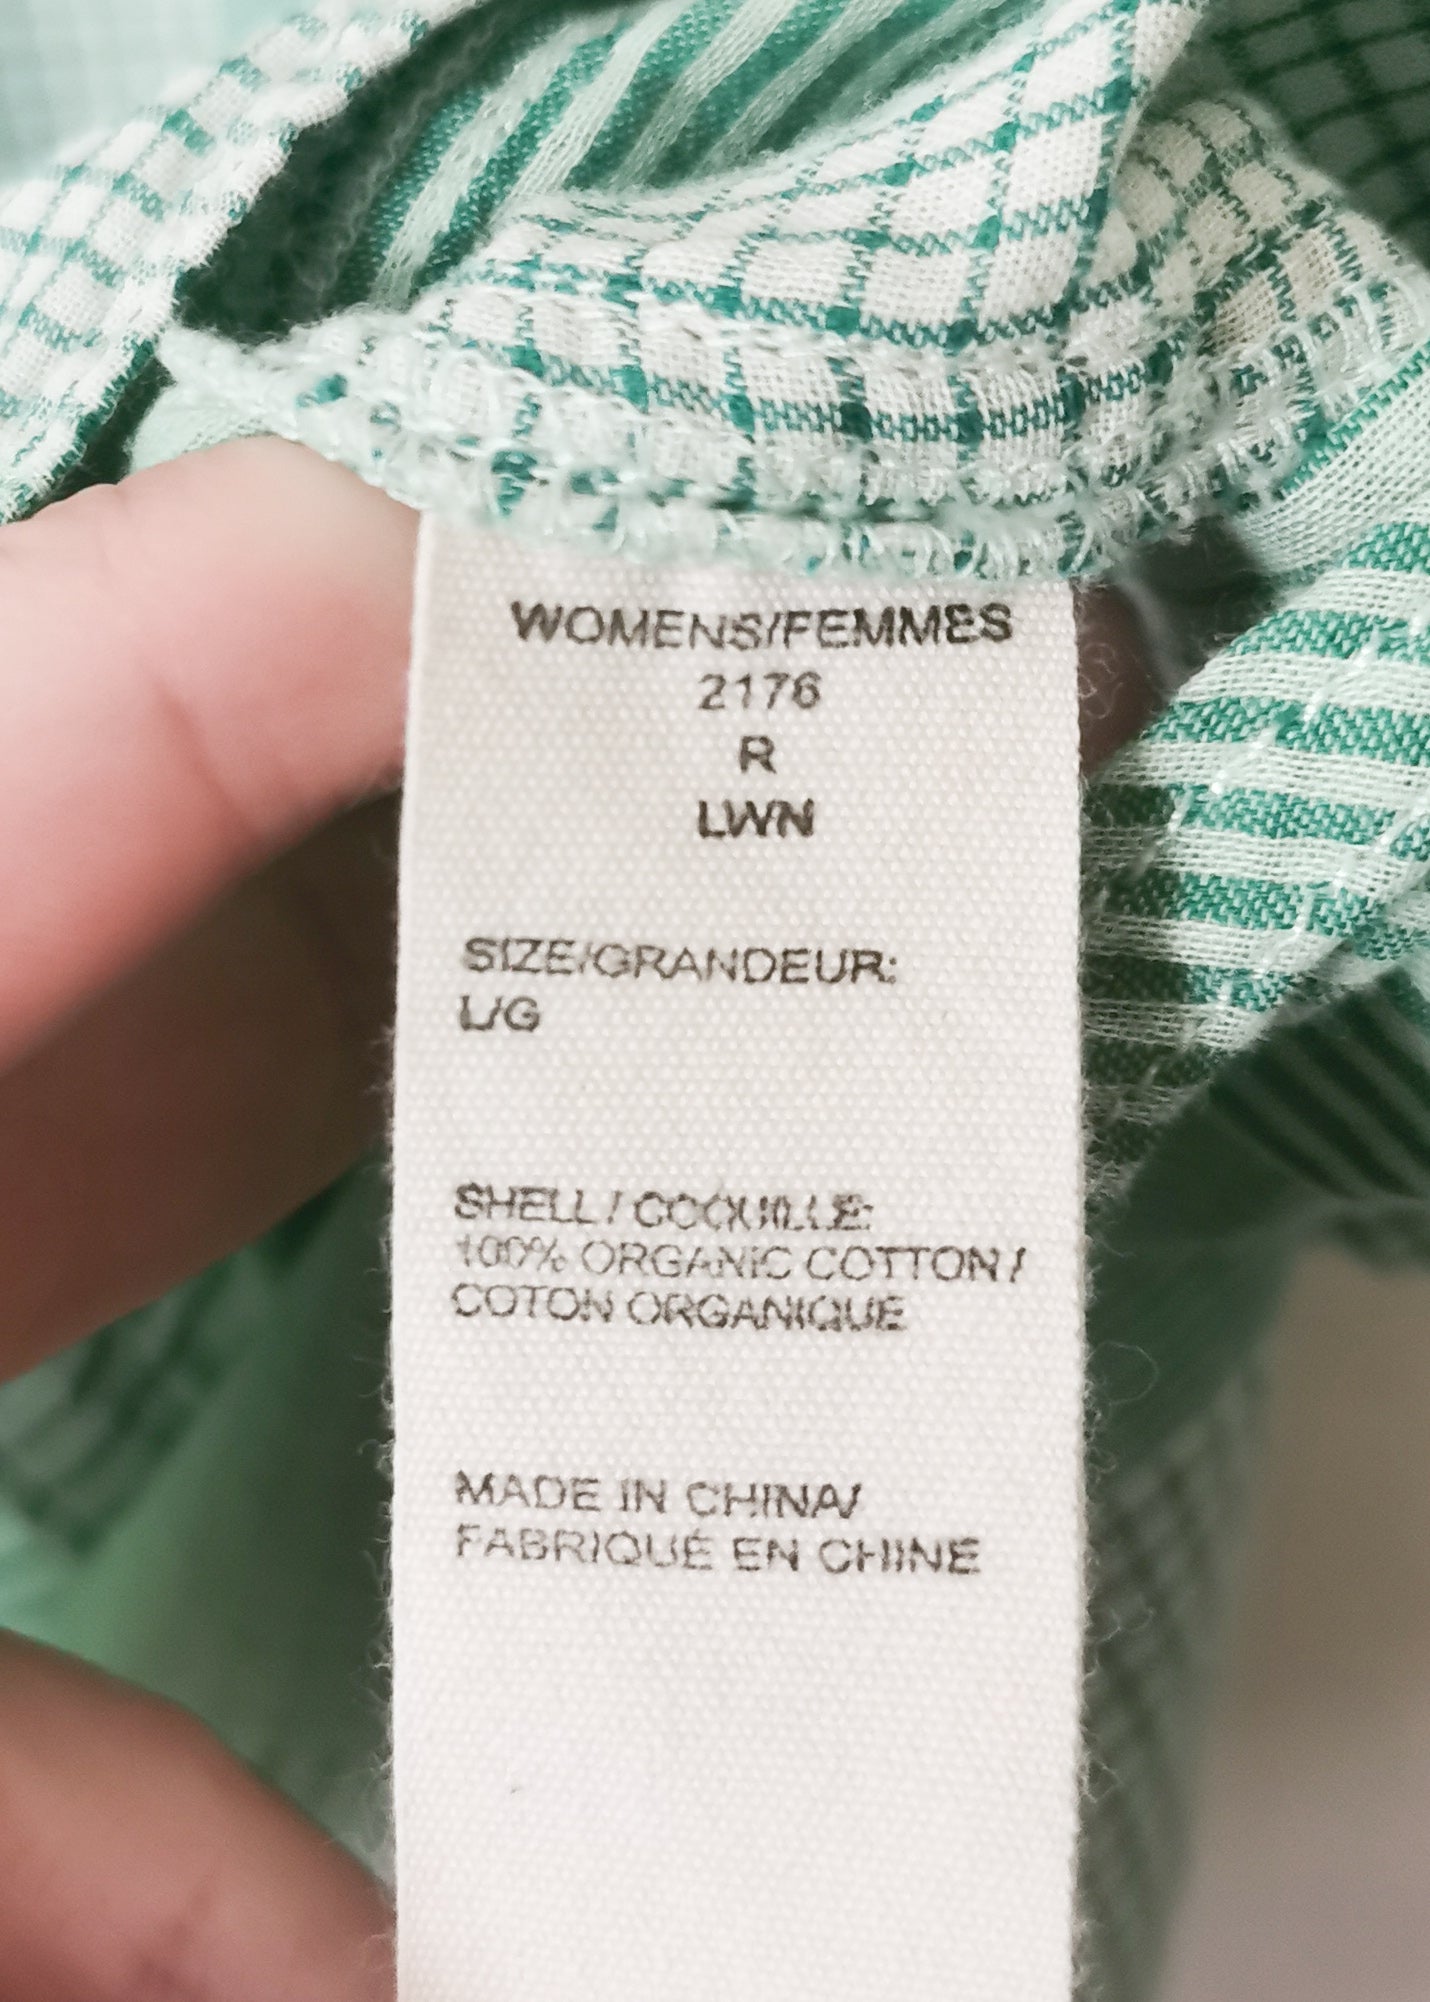 WOMENS/FEMMES
2176
R
LWN
SIZE/GRANDEUR:
L/G
SHELL / COQUILLE:
100% ORGANIC COTTON /
COTON ORGANIQUE
MADE IN CHINA/
FABRIQUÉ EN CHINE